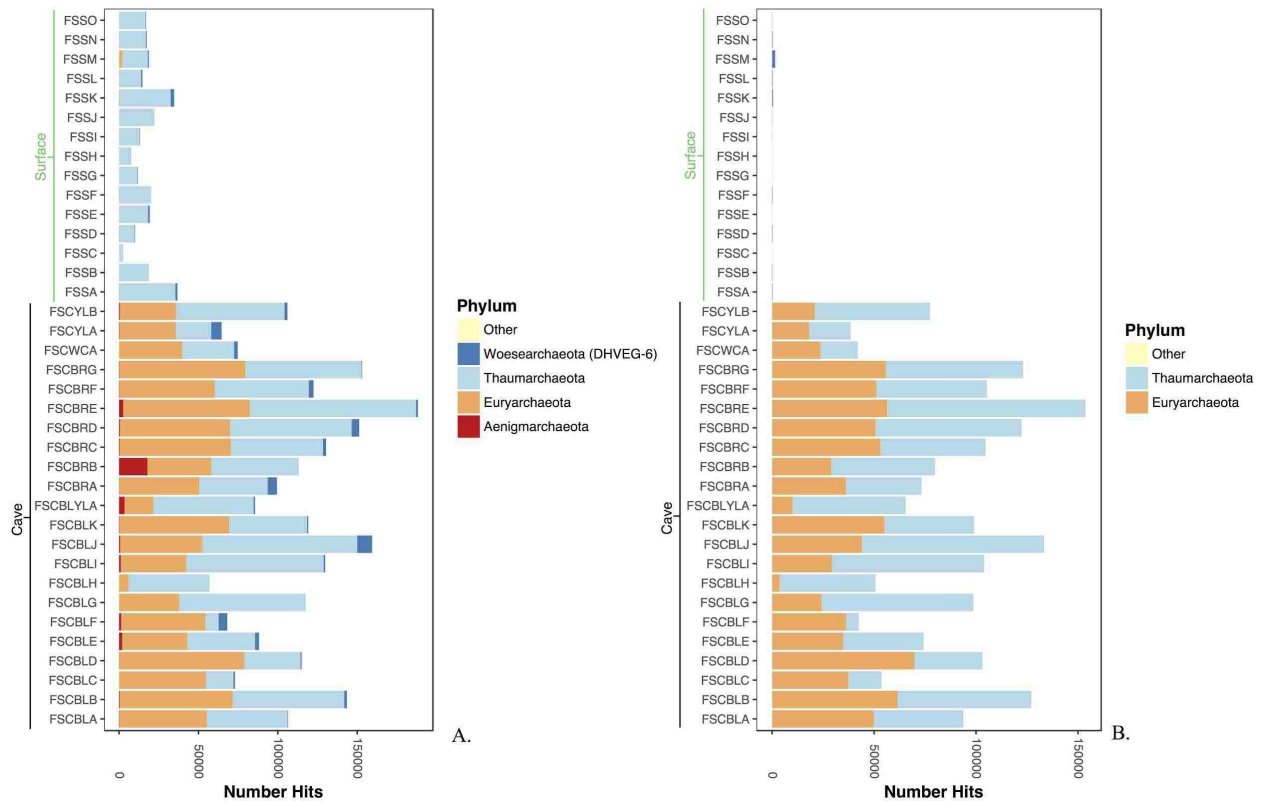 FSSO
FSSN
FSSM
FSSL
FSSK
FSSJ
FSSI
FSSH
FSSG
FSSF
FSSE
FSSD
FSSC
FSSB
FSSA
FSCYLB
FSCYLA
FSCWCA
FSCBRG
FSCBRF
FSCBRE
FSCBRD
FSCBRC
FSCBRB
FSCBRA
FSCBLYLA
FSCBLK
FSCBLJ
FSCBLI
FSCBLH
FSCBLG
FSCBLF
FSCBLE
FSCBLD
FSCBLC
FSCBLB
FSCBLA
Surface
Cave
0
50000
100000
150000
Number Hits
Phylum
Other
Woesearchaeota (DHVEG-6)
Thaumarchaeota
Euryarchaeota
Aenigmarchaeota
A.
FSSO
FSSN
FSSM
FSSL
FSSK
FSSJ
FSSI
FSSH
FSSG
FSSF
FSSE
FSSD
FSSC
FSSB
FSSA
FSCYLB
FSCYLA
FSCWCA
FSCBRG
FSCBRF
FSCBRE
FSCBRD
FSCBRC
FSCBRB
FSCBRA
FSCBLYLA
FSCBLK
FSCBLJ
FSCBLI
FSCBLH
FSCBLG
FSCBLF
FSCBLE
FSCBLD
FSCBLC
FSCBLB
FSCBLA
Surface
Cave
0
50000
100000
150000
Number Hits
Phylum
Other
Thaumarchaeota
Euryarchaeota
B.